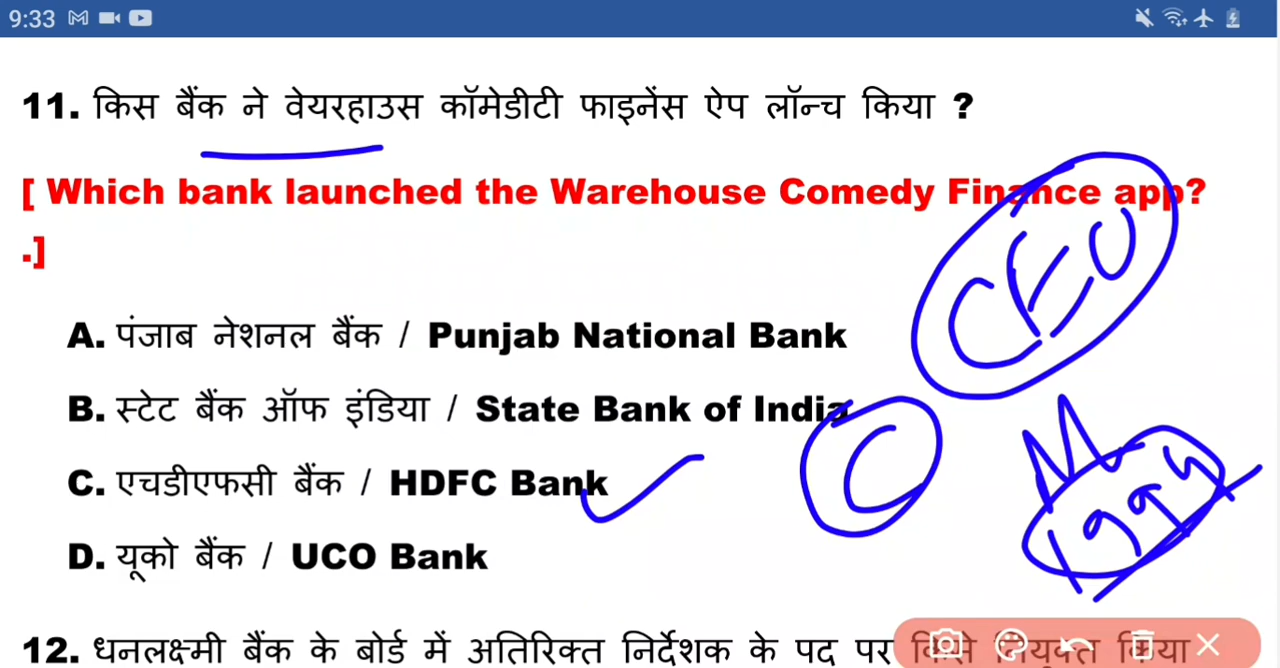 9:33
11. किस बैंक ने वेयरहाउस कॉमेडीटी फाइनेंस ऐप लॉन्च किया ?
[ Which bank launched the Warehouse Comedy Finance app?
.]
CEO
A. पंजाब नेशनल बैंक / Punjab National Bank
B. स्टेट बैंक ऑफ इंडिया / State Bank of India
C
M
C. एचडीएफसी बैंक / HDFC Bank
1994
D. यूको बैंक / UCO Bank
12. धनलक्ष्मी बैंक के बोर्ड में अतिरिक्त निर्देशक के पद पर किसे नियुक्त किया